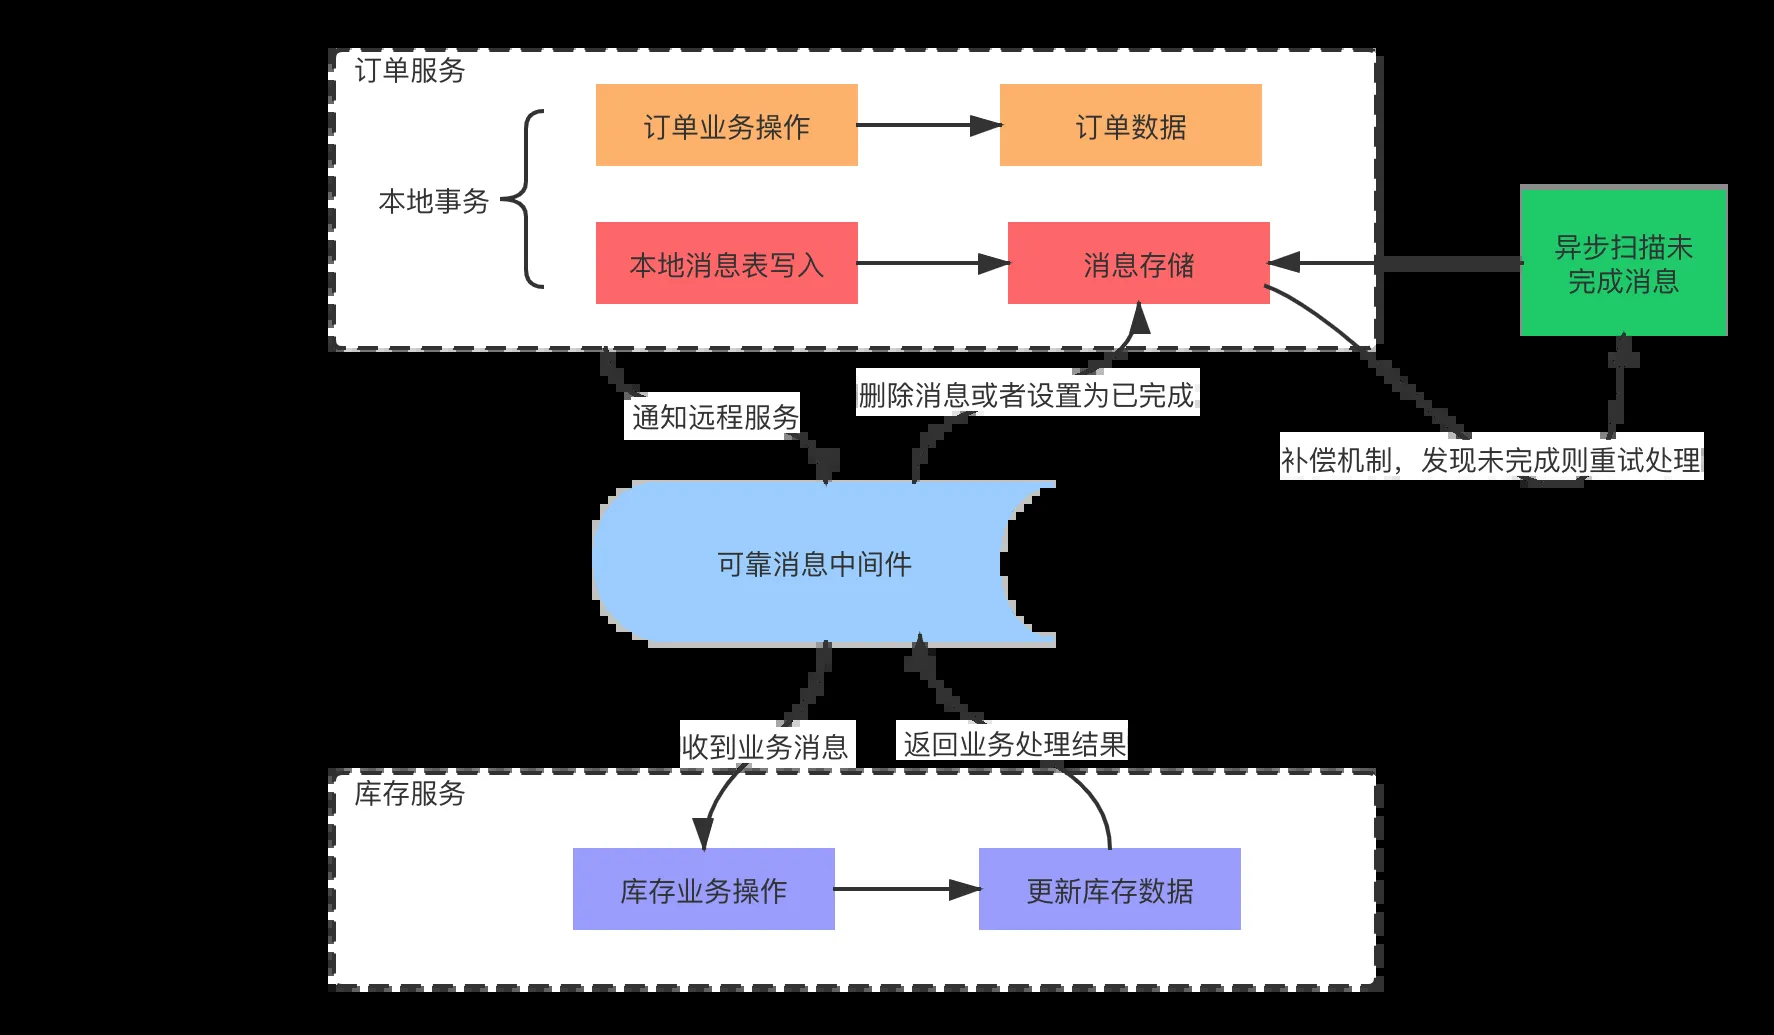 订单服务
订单业务操作
订单数据
本地事务
本地消息表写入
消息存储
异步扫描未
完成消息
删除消息或者设置为已完成
通知远程服务
补偿机制，发现未完成则重试处理
可靠消息中间件
收到业务消息
返回业务处理结果
库存服务
库存业务操作
更新库存数据